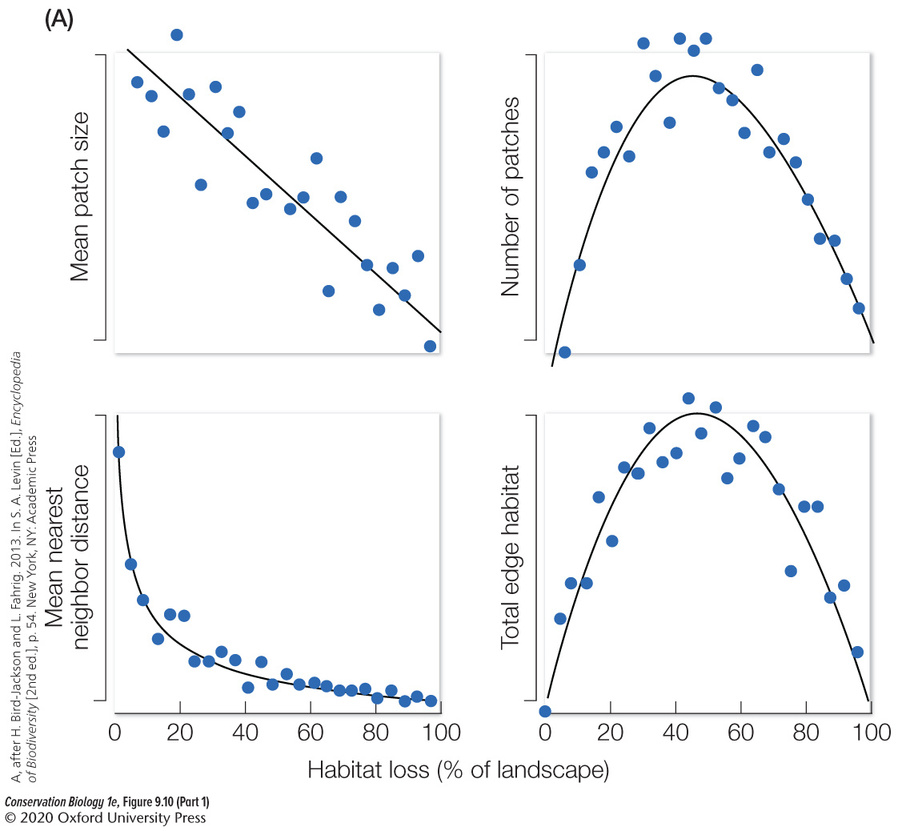 (A)
Mean patch size
Number of patches
Mean nearest
neighbor distance
Total edge habitat
0 20 40 60 80 100
0 20 40 60 80 100
Habitat loss (% of landscape)
A, after H. Bird-Jackson and L. Fahrig. 2013. In S. A. Levin [Ed.], Encyclopedia
of Biodiversity [2nd ed.], p. 54. New York, NY: Academic Press
Conservation Biology 1e, Figure 9.10 (Part 1)
© 2020 Oxford University Press